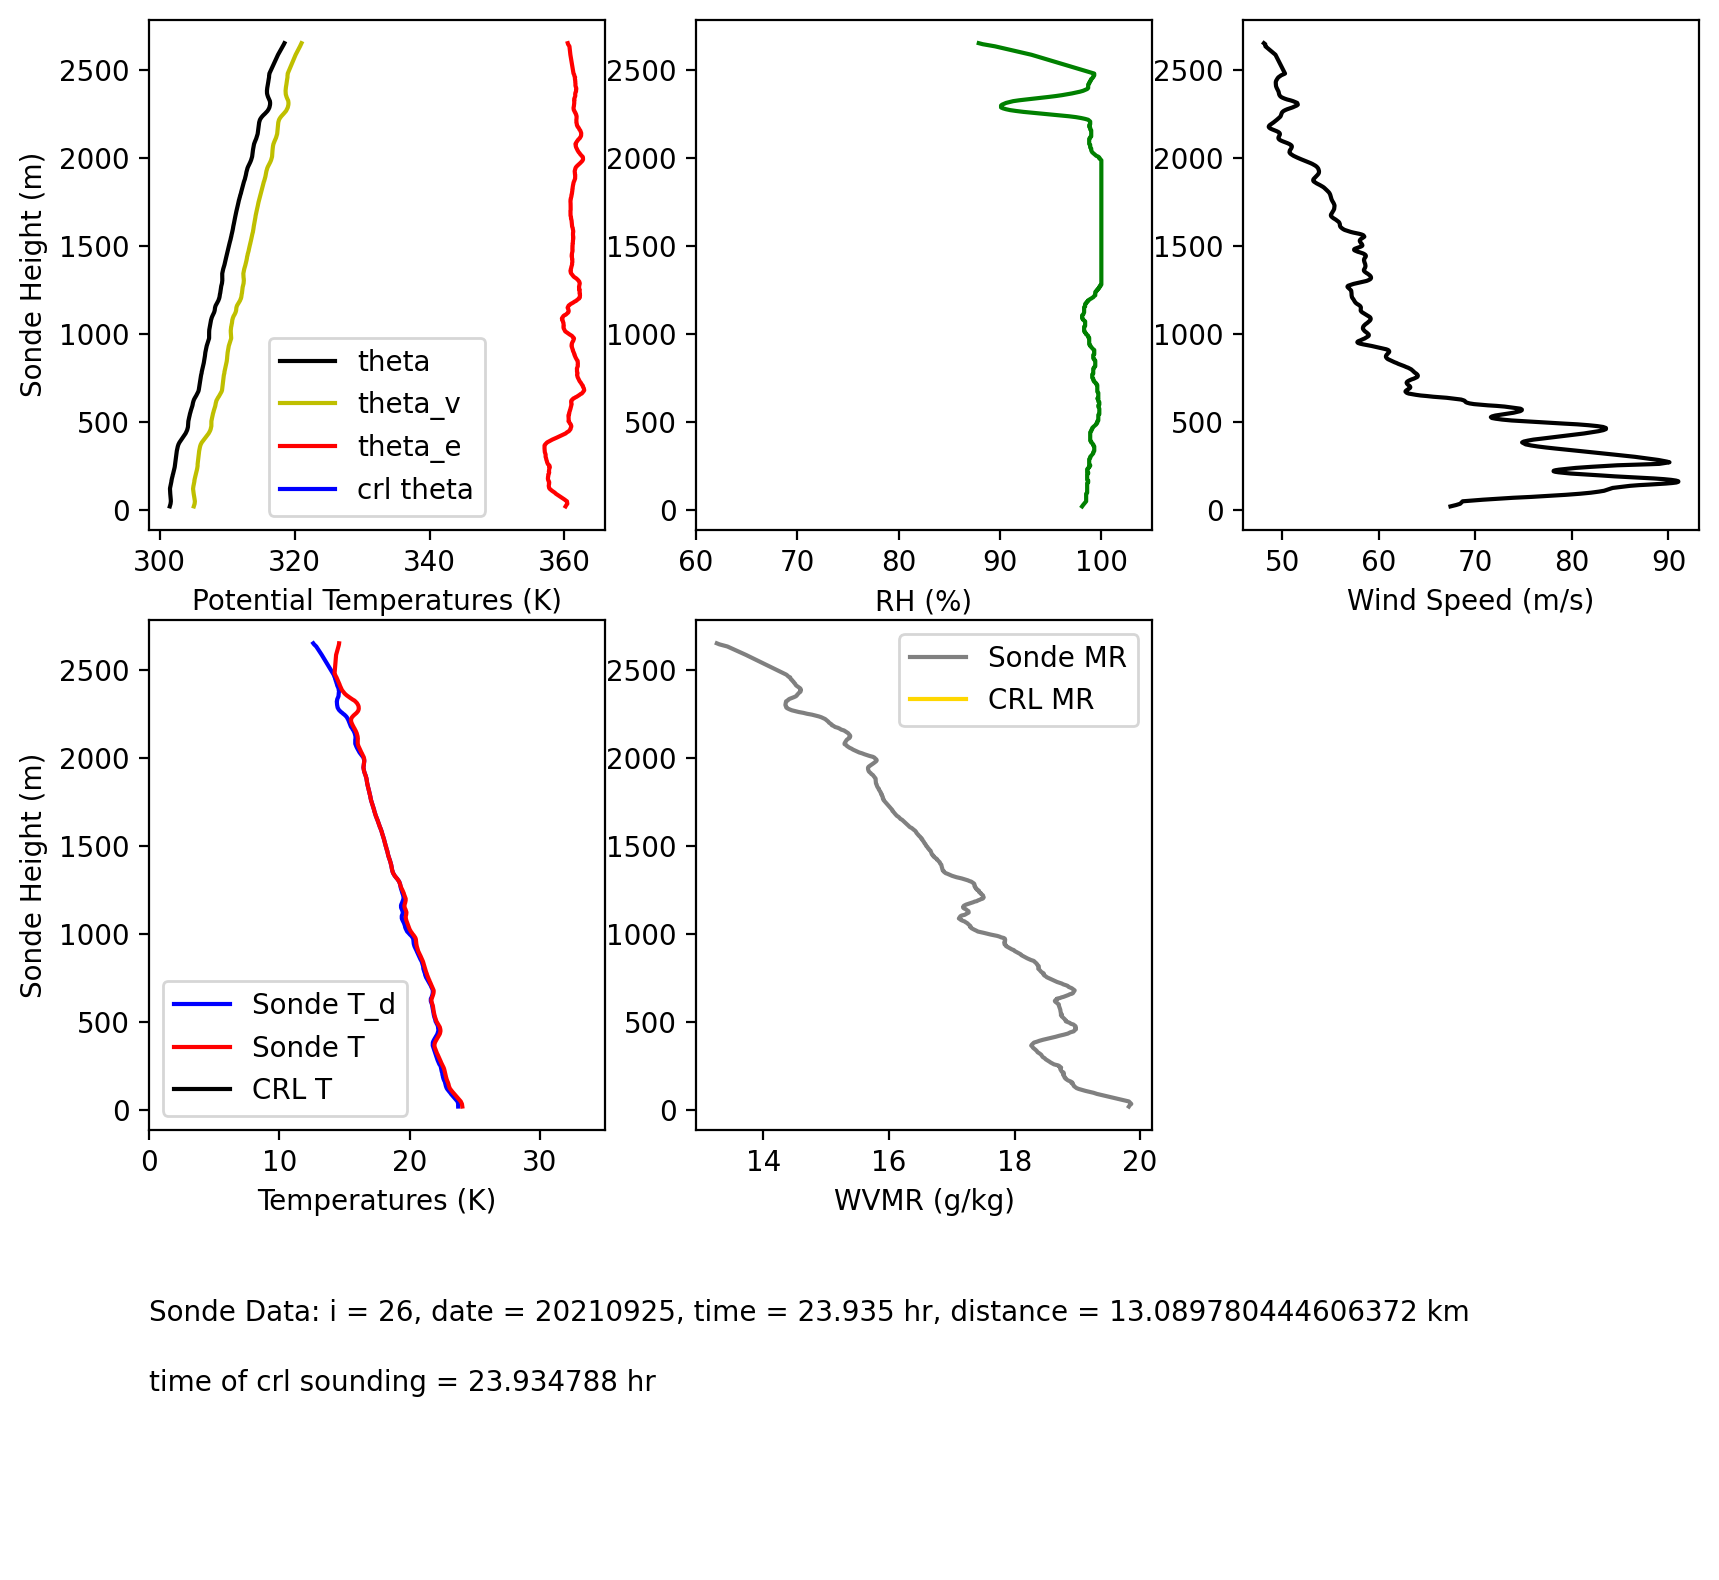 Sonde Height (m)
2500
2000
1500
1000
500
0
theta
theta_v
theta_e
crl theta
300 320 340 360
Potential Temperatures (K)
2500
2000
1500
1000
500
0
60 70 80 90 100
RH (%)
2500
2000
1500
1000
500
0
50 60 70 80 90
Wind Speed (m/s)
Sonde Height (m)
2500
2000
1500
1000
500
0
Sonde T_d
Sonde T
CRL T
0 10 20 30
Temperatures (K)
2500
2000
1500
1000
500
0
Sonde MR
CRL MR
14 16 18 20
WVMR (g/kg)
Sonde Data: i = 26, date = 20210925, time = 23.935 hr, distance = 13.089780444606372 km
time of crl sounding = 23.934788 hr